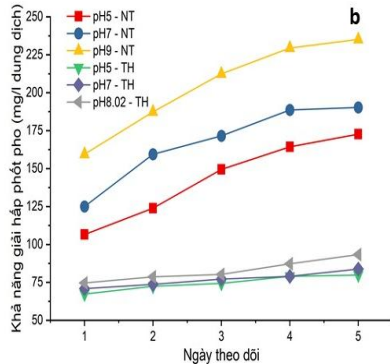 b
pH5 - NT
pH7 - NT
pH9 - NT
pH5 - TH
pH7 - TH
pH8.02 - TH
Khả năng giải hấp phốt pho (mg/l dung dịch)
250
225
200
175
150
125
100
75
50
1 2 3 4 5
Ngày theo dõi